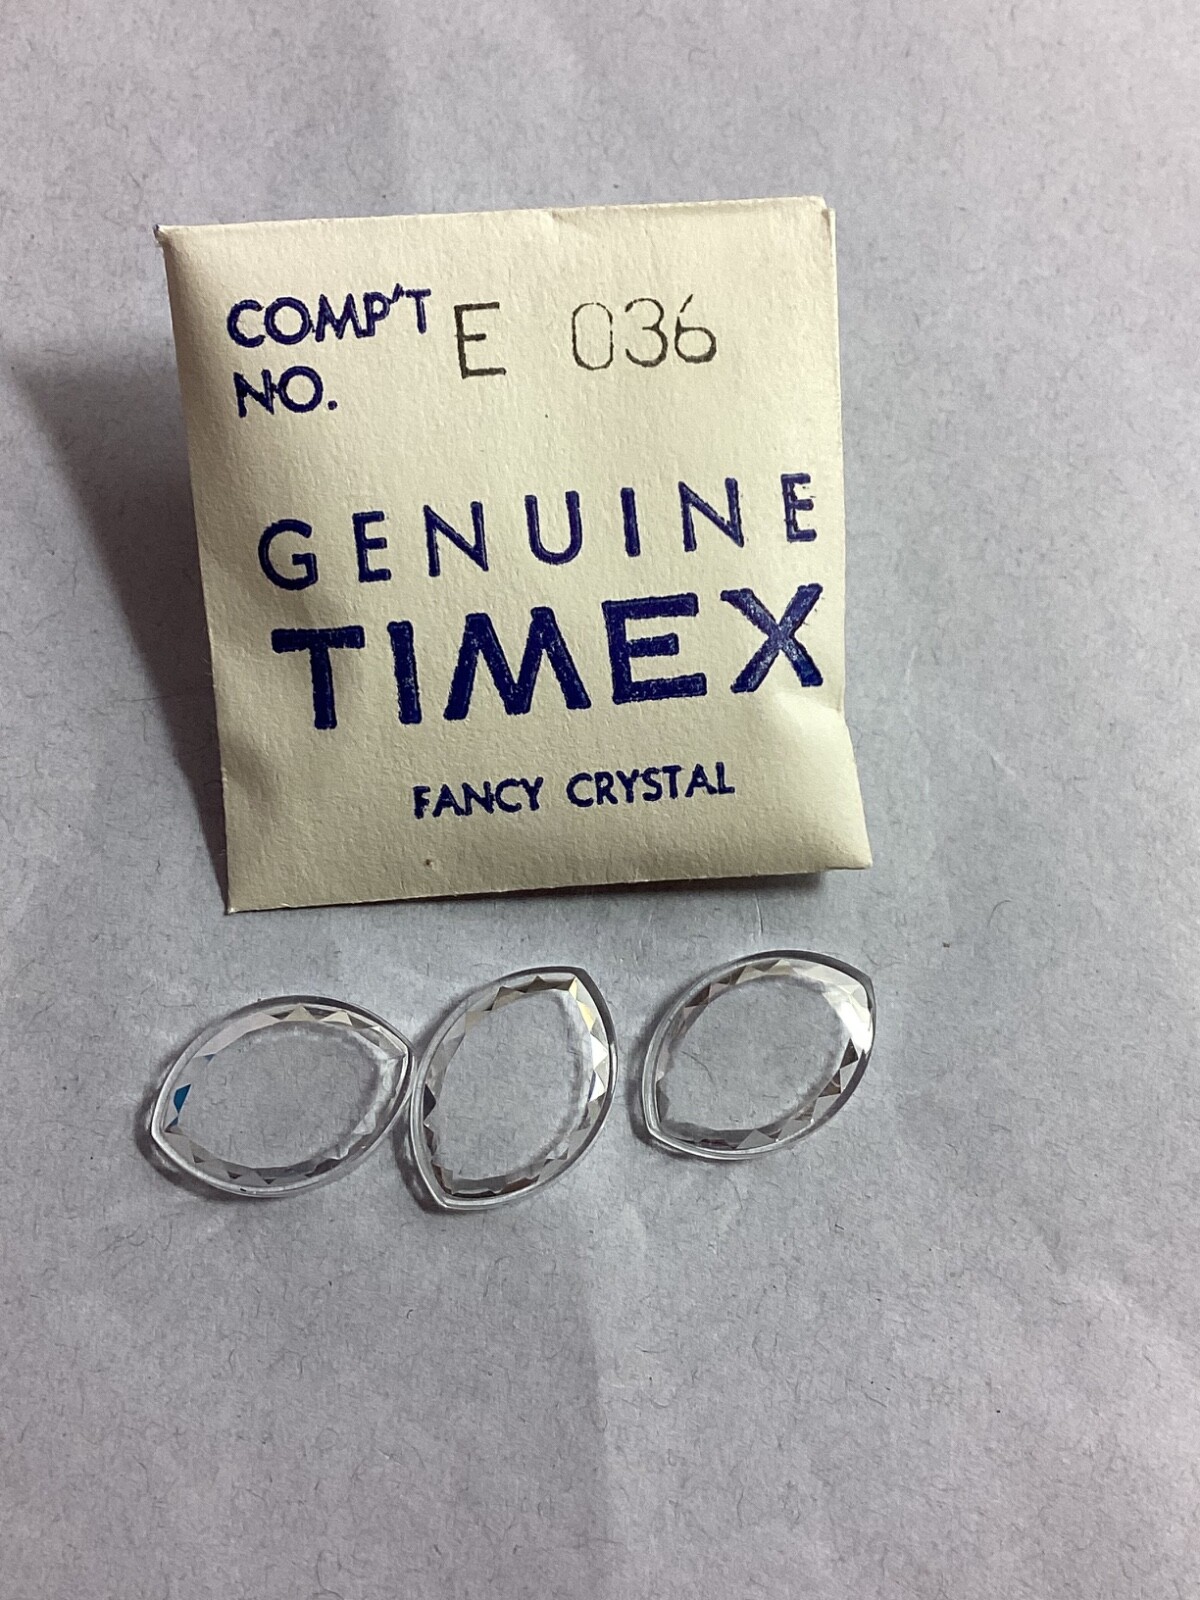 COMP'T E 036
NO.
GENUINE
TIMEX
FANCY CRYSTAL